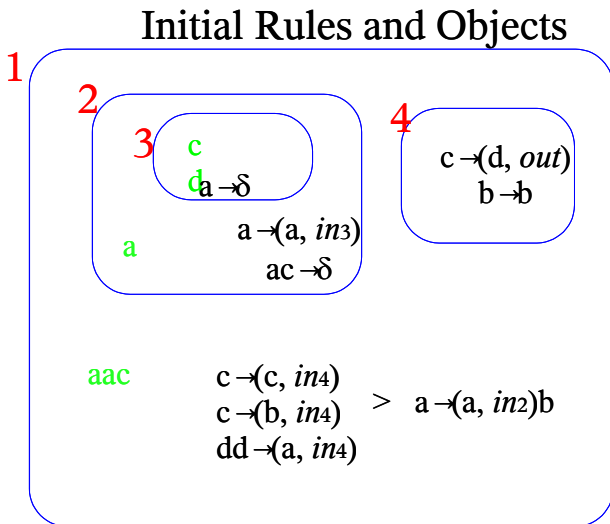 Initial Rules and Objects
1
2
3
4
c
d
a→δ
c→(d, out)
b→b
a
a→(a, in₃)
ac→δ
aac
c→(c, in₄)
c→(b, in₄) > a→(a, in₂)b
dd→(a, in₄)